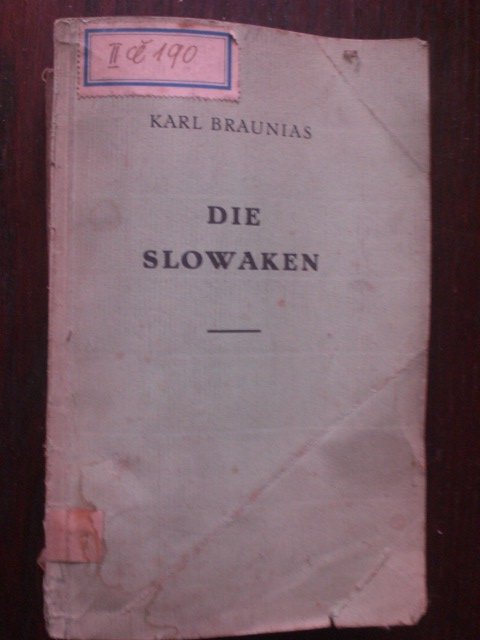 II č 190
KARL BRAUNIAS
DIE
SLOWAKEN